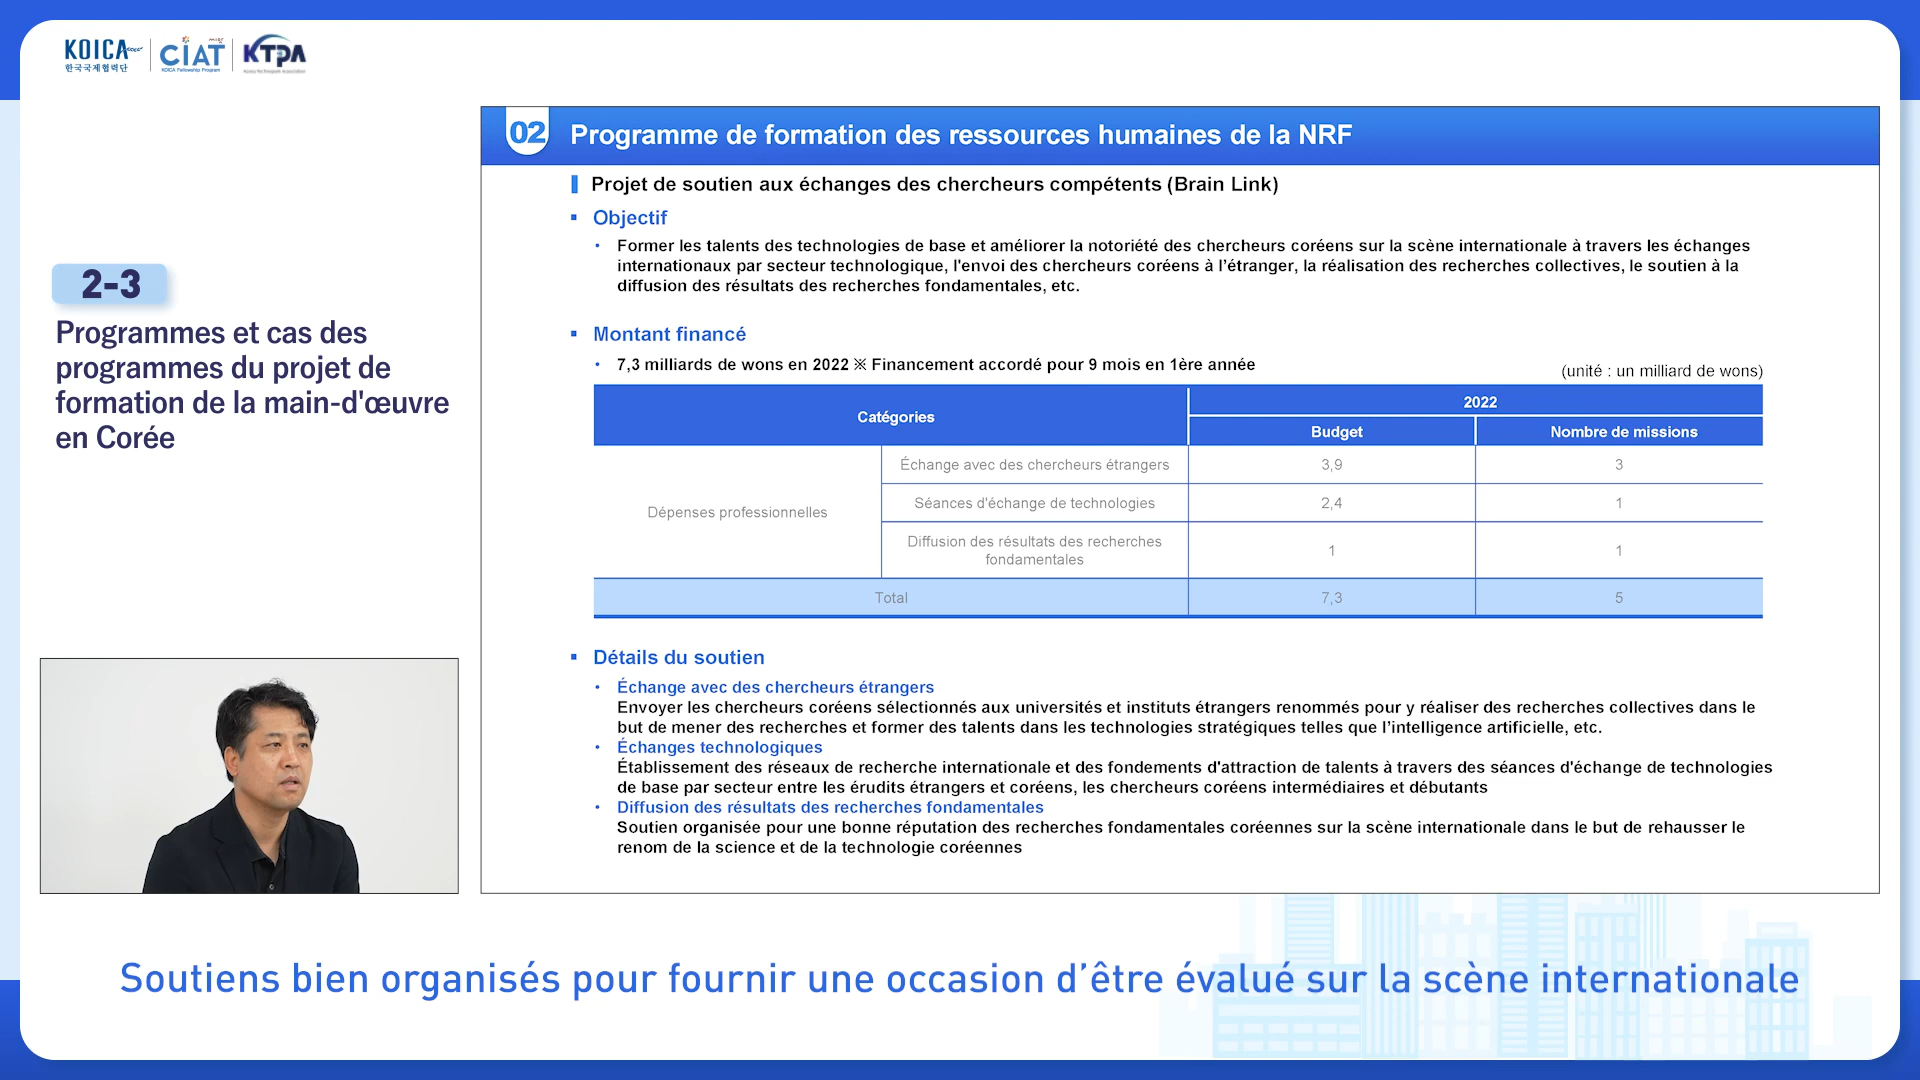 KOICA
한국국제협력단
CIAT
KOICA Fellowship Program
KTPA
02 Programme de formation des ressources humaines de la NRF
2-3
Programmes et cas des
programmes du projet de
formation de la main-d'œuvre
en Corée
Projet de soutien aux échanges des chercheurs compétents (Brain Link)
▪ Objectif
• Former les talents des technologies de base et améliorer la notoriété des chercheurs coréens sur la scène internationale à travers les échanges
internationaux par secteur technologique, l'envoi des chercheurs coréens à l’étranger, la réalisation des recherches collectives, le soutien à la
diffusion des résultats des recherches fondamentales, etc.
▪ Montant financé
• 7,3 milliards de wons en 2022 ※ Financement accordé pour 9 mois en 1ère année
(unité : un milliard de wons)
Catégories
2022
Budget
Nombre de missions
Dépenses professionnelles
Échange avec des chercheurs étrangers
3,9
3
Séances d'échange de technologies
2,4
1
Diffusion des résultats des recherches
fondamentales
1
1
Total
7,3
5
▪ Détails du soutien
• Échange avec des chercheurs étrangers
Envoyer les chercheurs coréens sélectionnés aux universités et instituts étrangers renommés pour y réaliser des recherches collectives dans le
but de mener des recherches et former des talents dans les technologies stratégiques telles que l’intelligence artificielle, etc.
• Échanges technologiques
Établissement des réseaux de recherche internationale et des fondements d'attraction de talents à travers des séances d'échange de technologies
de base par secteur entre les érudits étrangers et coréens, les chercheurs coréens intermédiaires et débutants
• Diffusion des résultats des recherches fondamentales
Soutien organisée pour une bonne réputation des recherches fondamentales coréennes sur la scène internationale dans le but de rehausser le
renom de la science et de la technologie coréennes
Soutiens bien organisés pour fournir une occasion d’être évalué sur la scène internationale